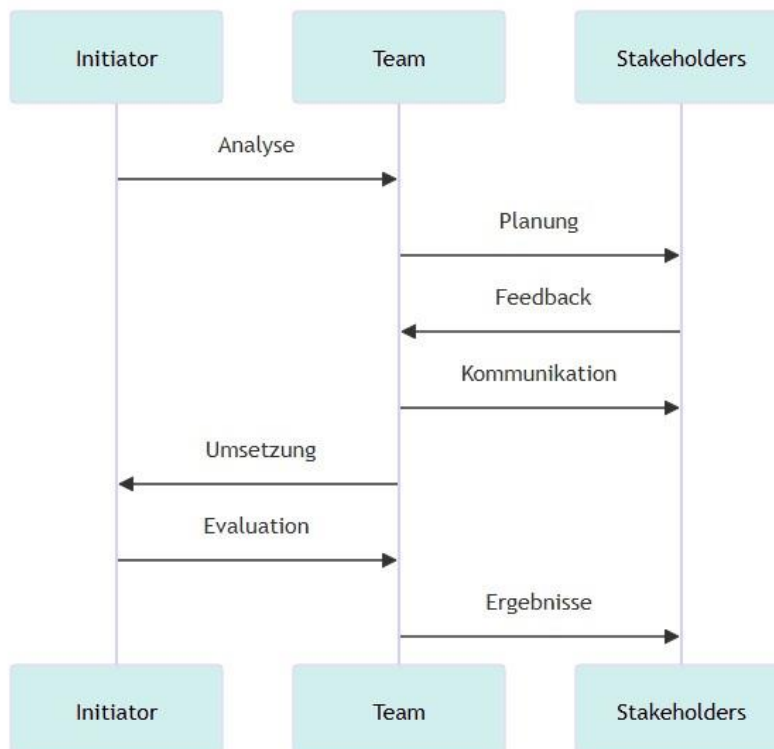 Initiator Team Stakeholders
Analyse
Planung
Feedback
Kommunikation
Umsetzung
Evaluation
Ergebnisse
Initiator Team Stakeholders